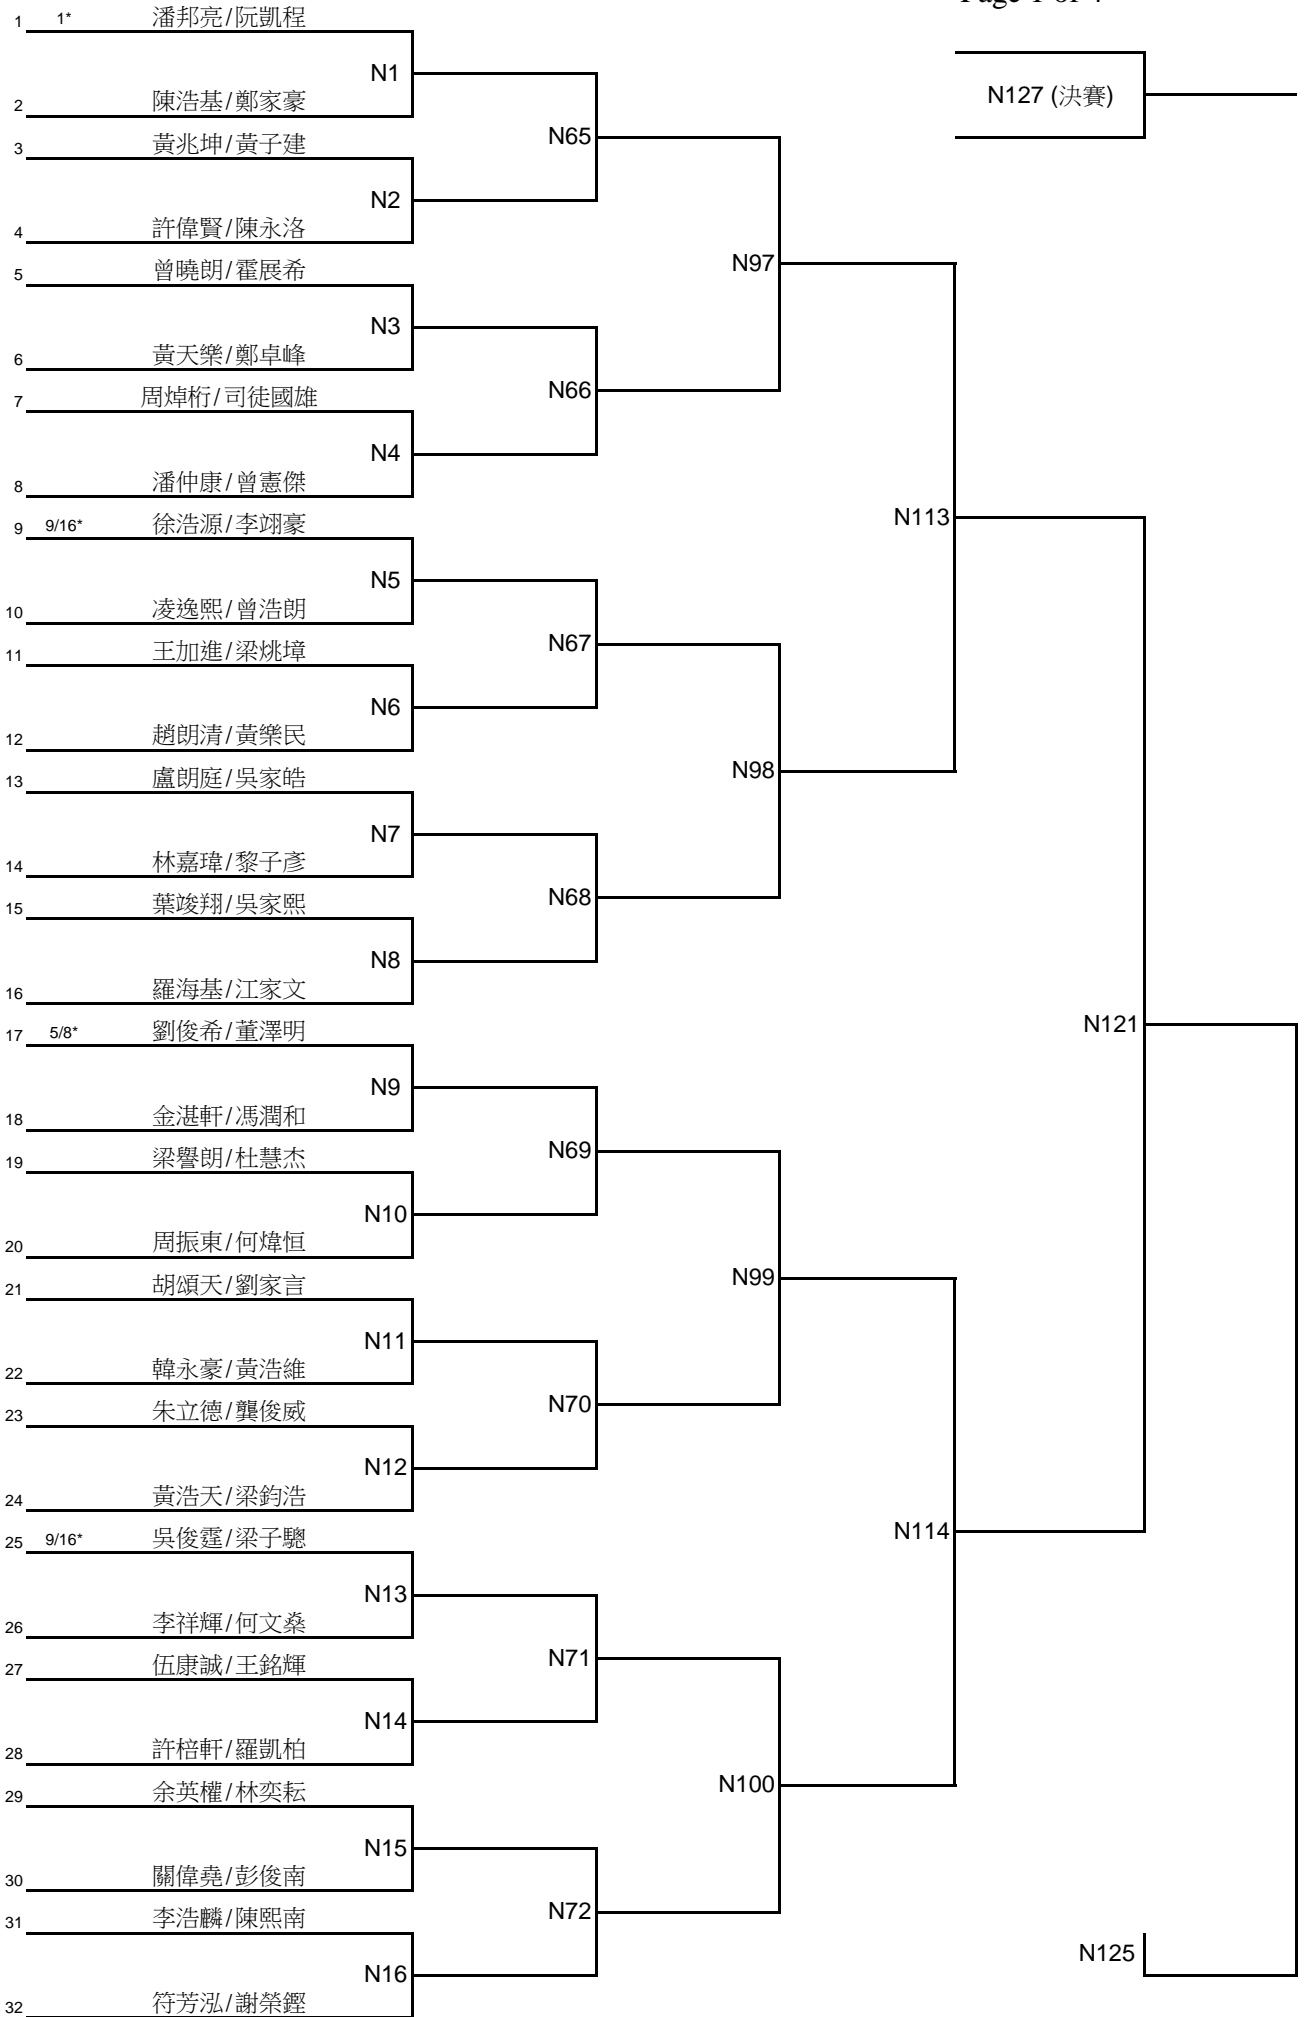 Page 1 of 4
1 1* 潘邦亮/阮凱程
N1
N127 (決賽)
2 陳浩基/鄭家豪
N65
3 黃兆坤/黃子建
N2
4 許偉賢/陳永洛
N97
5 曾曉朗/霍展希
N3
6 黃天樂/鄭卓峰
N66
7 周焯桁/司徒國雄
N4
8 潘仲康/曾憲傑
N113
9 9/16* 徐浩源/李翊豪
N5
10 凌逸熙/曾浩朗
N67
11 王加進/梁烑墇
N6
12 趙朗清/黃樂民
N98
13 盧朗庭/吳家皓
N7
14 林嘉瑋/黎子彥
N68
15 葉竣翔/吳家熙
N8
16 羅海基/江家文
N121
17 5/8* 劉俊希/董澤明
N9
18 金湛軒/馮潤和
N69
19 梁譽朗/杜慧杰
N10
20 周振東/何煒恒
N99
21 胡頌天/劉家言
N11
22 韓永豪/黃浩維
N70
23 朱立德/龔俊威
N12
24 黃浩天/梁鈞浩
N114
25 9/16* 吳俊霆/梁子驄
N13
26 李祥輝/何文燊
N71
27 伍康誠/王銘輝
N14
28 許棓軒/羅凱柏
N100
29 余英權/林奕耘
N15
30 關偉堯/彭俊南
N72
31 李浩麟/陳熙南
N125
N16
32 符芳泓/謝榮鏗